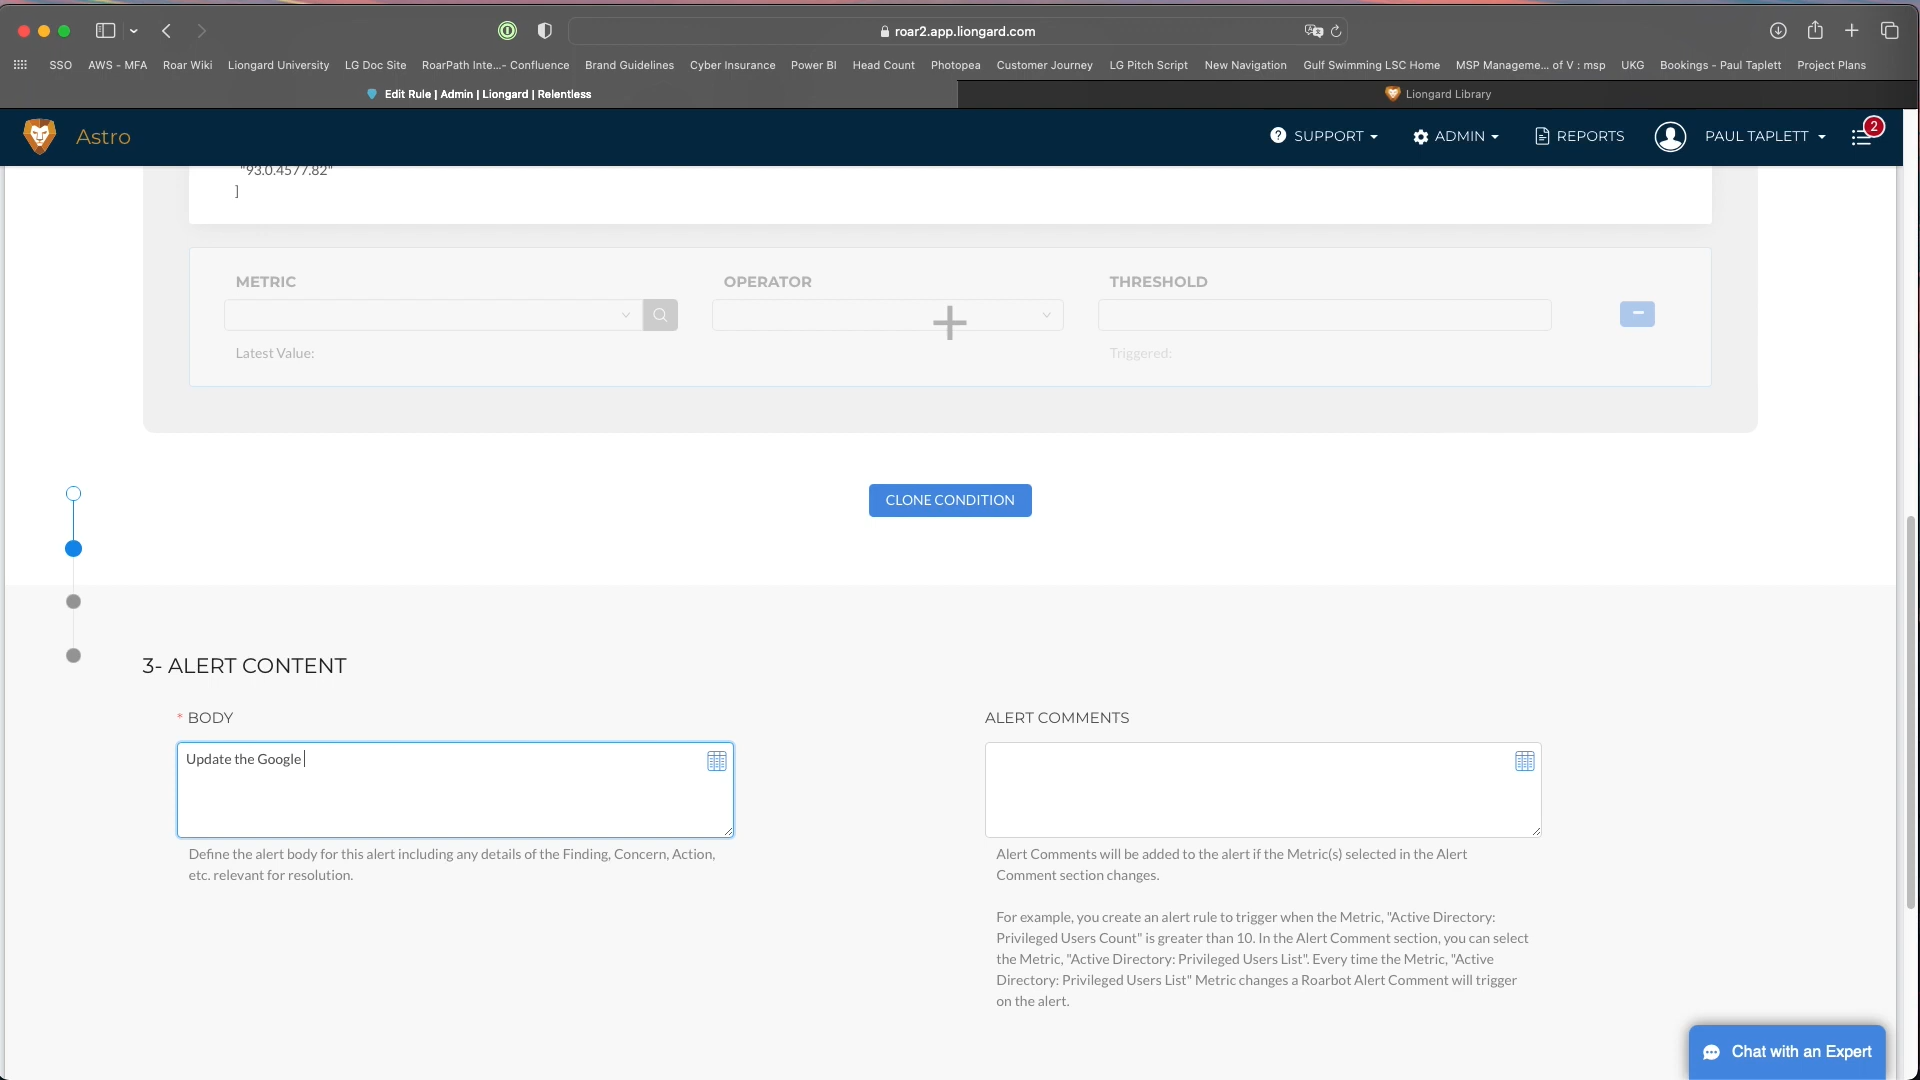 roar2.app.liongard.com
SSO AWS - MFA Roar Wiki Liongard University LG Doc Site RoarPath Inte...- Confluence Brand Guidelines Cyber Insurance Power BI Head Count Photopea Customer Journey LG Pitch Script New Navigation Gulf Swimming LSC Home MSP Manageme... of V : msp UKG Bookings - Paul Taplett Project Plans
Edit Rule | Admin | Liongard | Relentless Liongard Library
Astro SUPPORT ADMIN REPORTS PAUL TAPLETT 2
"93.0.4577.82"
]
METRIC OPERATOR THRESHOLD
Latest Value: Triggered:
CLONE CONDITION
3- ALERT CONTENT
* BODY ALERT COMMENTS
Update the Google
Define the alert body for this alert including any details of the Finding, Concern, Action,
etc. relevant for resolution.
Alert Comments will be added to the alert if the Metric(s) selected in the Alert
Comment section changes.
For example, you create an alert rule to trigger when the Metric, "Active Directory:
Privileged Users Count" is greater than 10. In the Alert Comment section, you can select
the Metric, "Active Directory: Privileged Users List". Every time the Metric, "Active
Directory: Privileged Users List" Metric changes a Roarbot Alert Comment will trigger
on the alert.
Chat with an Expert